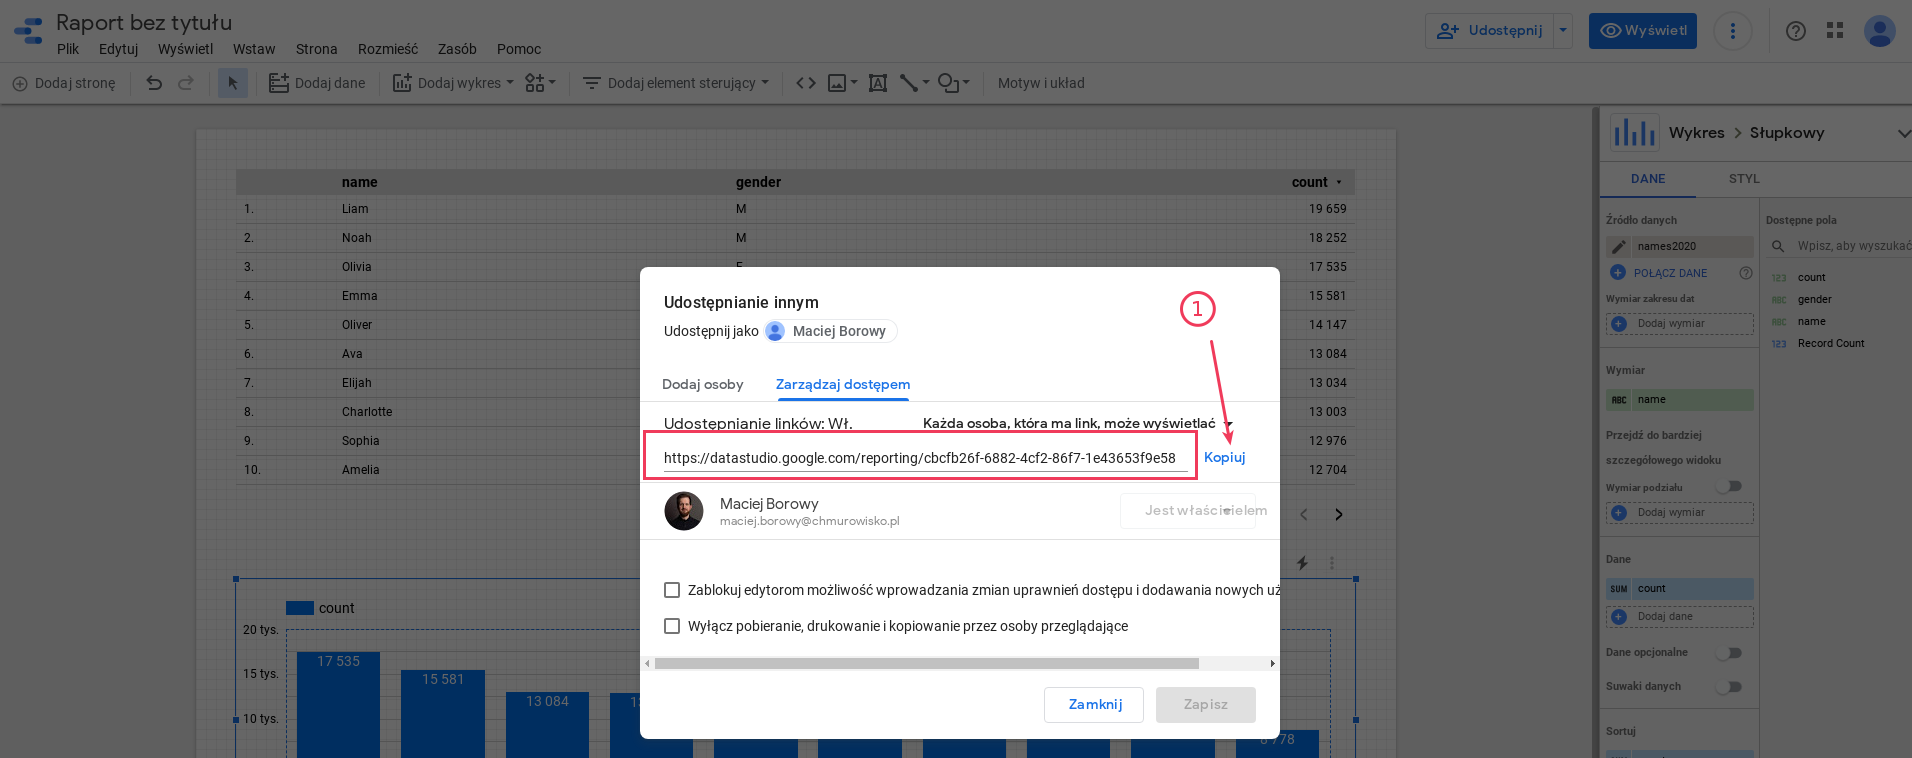 Raport bez tytułu
Plik Edytuj Wyświetl Wstaw Strona Rozmieść Zasób Pomoc
Udostępnij Wyświetl
Dodaj stronę Dodaj dane Dodaj wykres Dodaj element sterujący Motyw i układ
name gender count
1. Liam M 19 659
2. Noah M 18 252
3. Olivia F 17 535
4. Emma 15 581
5. Oliver 14 147
6. Ava 13 084
7. Elijah 13 034
8. Charlotte 13 003
9. Sophia 12 976
10. Amelia 12 704
count
20 tys.
15 tys.
10 tys.
17 535
15 581
13 084
8 778
Udostępnianie innym
Udostępnij jako Maciej Borowy
1
Dodaj osoby Zarządzaj dostępem
Udostępnianie linków: Wł. Każda osoba, która ma link, może wyświetlać
https://datastudio.google.com/reporting/cbcfb26f-6882-4cf2-86f7-1e43653f9e58 Kopiuj
Maciej Borowy
maciej.borowy@chmurowisko.pl
Jest właścicielem
Zablokuj edytorom możliwość wprowadzania zmian uprawnień dostępu i dodawania nowych uż
Wyłącz pobieranie, drukowanie i kopiowanie przez osoby przeglądające
Zamknij Zapisz
Wykres Słupkowy
DANE STYL
Źródło danych
names2020
POŁĄCZ DANE
Wymiar zakresu dat
Dodaj wymiar
Wymiar
ABC name
Przejdź do bardziej
szczegółowego widoku
Wymiar podziału
Dodaj wymiar
Dane
SUM count
Dodaj dane
Dane opcjonalne
Suwaki danych
Sortuj
Dostępne pola
Wpisz, aby wyszukać
123 count
ABC gender
ABC name
123 Record Count